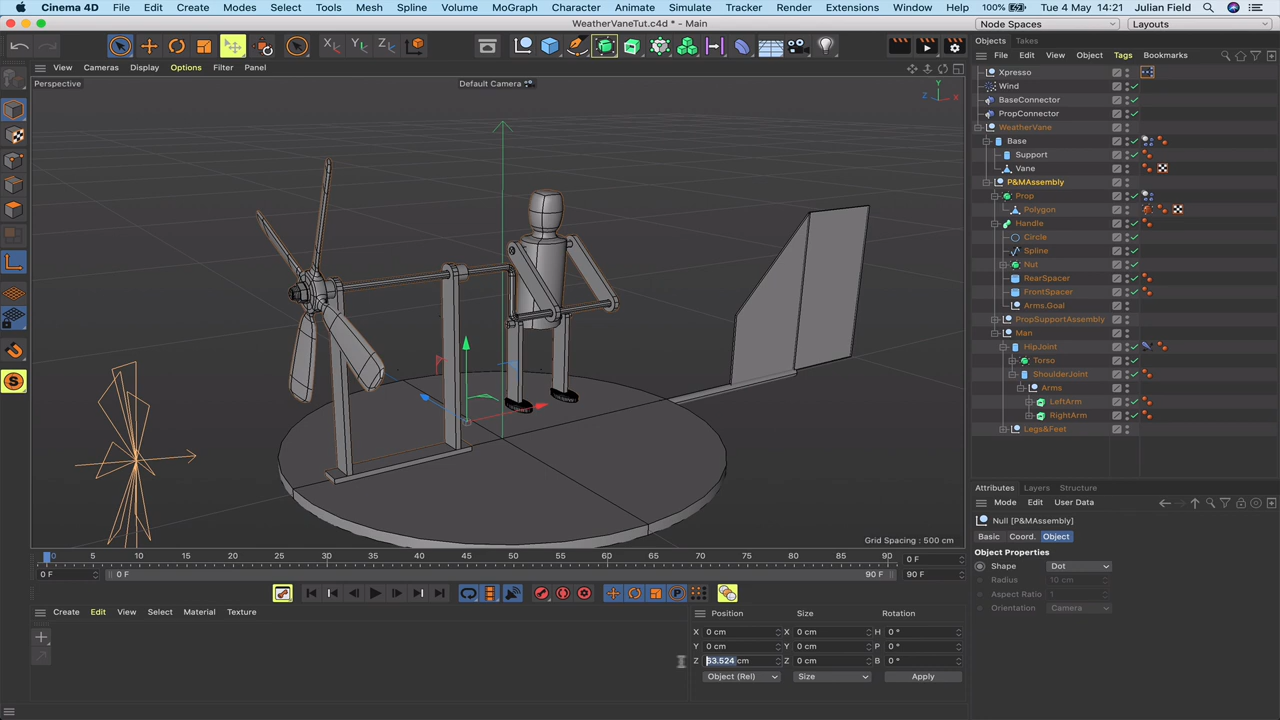 Cinema 4D File Edit Create Modes Select Tools Mesh Spline Volume MoGraph Character Animate Simulate Tracker Render Extensions Window Help 100% Tue 4 May 14:21 Julian Field
WeatherVaneTut.c4d * - Main
Node Spaces Layouts
X Y Z
Objects Takes
View Cameras Display Options Filter Panel
File Edit View Object Tags Bookmarks
Perspective
Default Camera
Y
Z X
Xpresso
Wind
BaseConnector
PropConnector
WeatherVane
Base
Support
Vane
P&MAssembly
Prop
Polygon
Handle
Circle
Spline
Nut
RearSpacer
FrontSpacer
Arms.Goal
PropSupportAssembly
Man
HipJoint
Torso
ShoulderJoint
Arms
LeftArm
RightArm
Legs&Feet
S
Attributes Layers Structure
Mode Edit User Data
Null [P&MAssembly]
Basic Coord. Object
Object Properties
Shape Dot
Radius 10 cm
Aspect Ratio 1
Orientation Camera
Grid Spacing : 500 cm
0 5 10 15 20 25 30 35 40 45 50 55 60 65 70 75 80 85 90 0 F
0 F 0 F 90 F 90 F
P
Create Edit View Select Material Texture
Position Size Rotation
X 0 cm X 0 cm H 0 °
Y 0 cm Y 0 cm P 0 °
Z 63.524 cm Z 0 cm B 0 °
Object (Rel) Size Apply